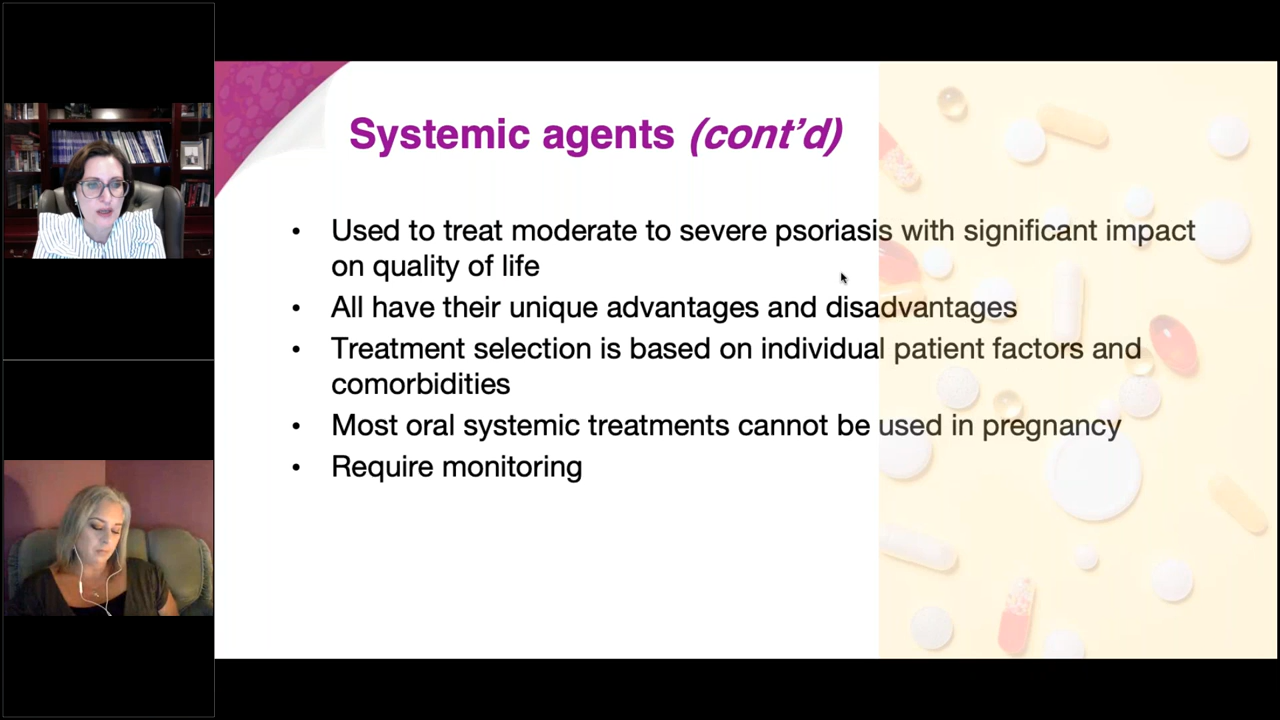 Systemic agents (cont'd)
• Used to treat moderate to severe psoriasis with significant impact
on quality of life
• All have their unique advantages and disadvantages
• Treatment selection is based on individual patient factors and
comorbidities
• Most oral systemic treatments cannot be used in pregnancy
• Require monitoring